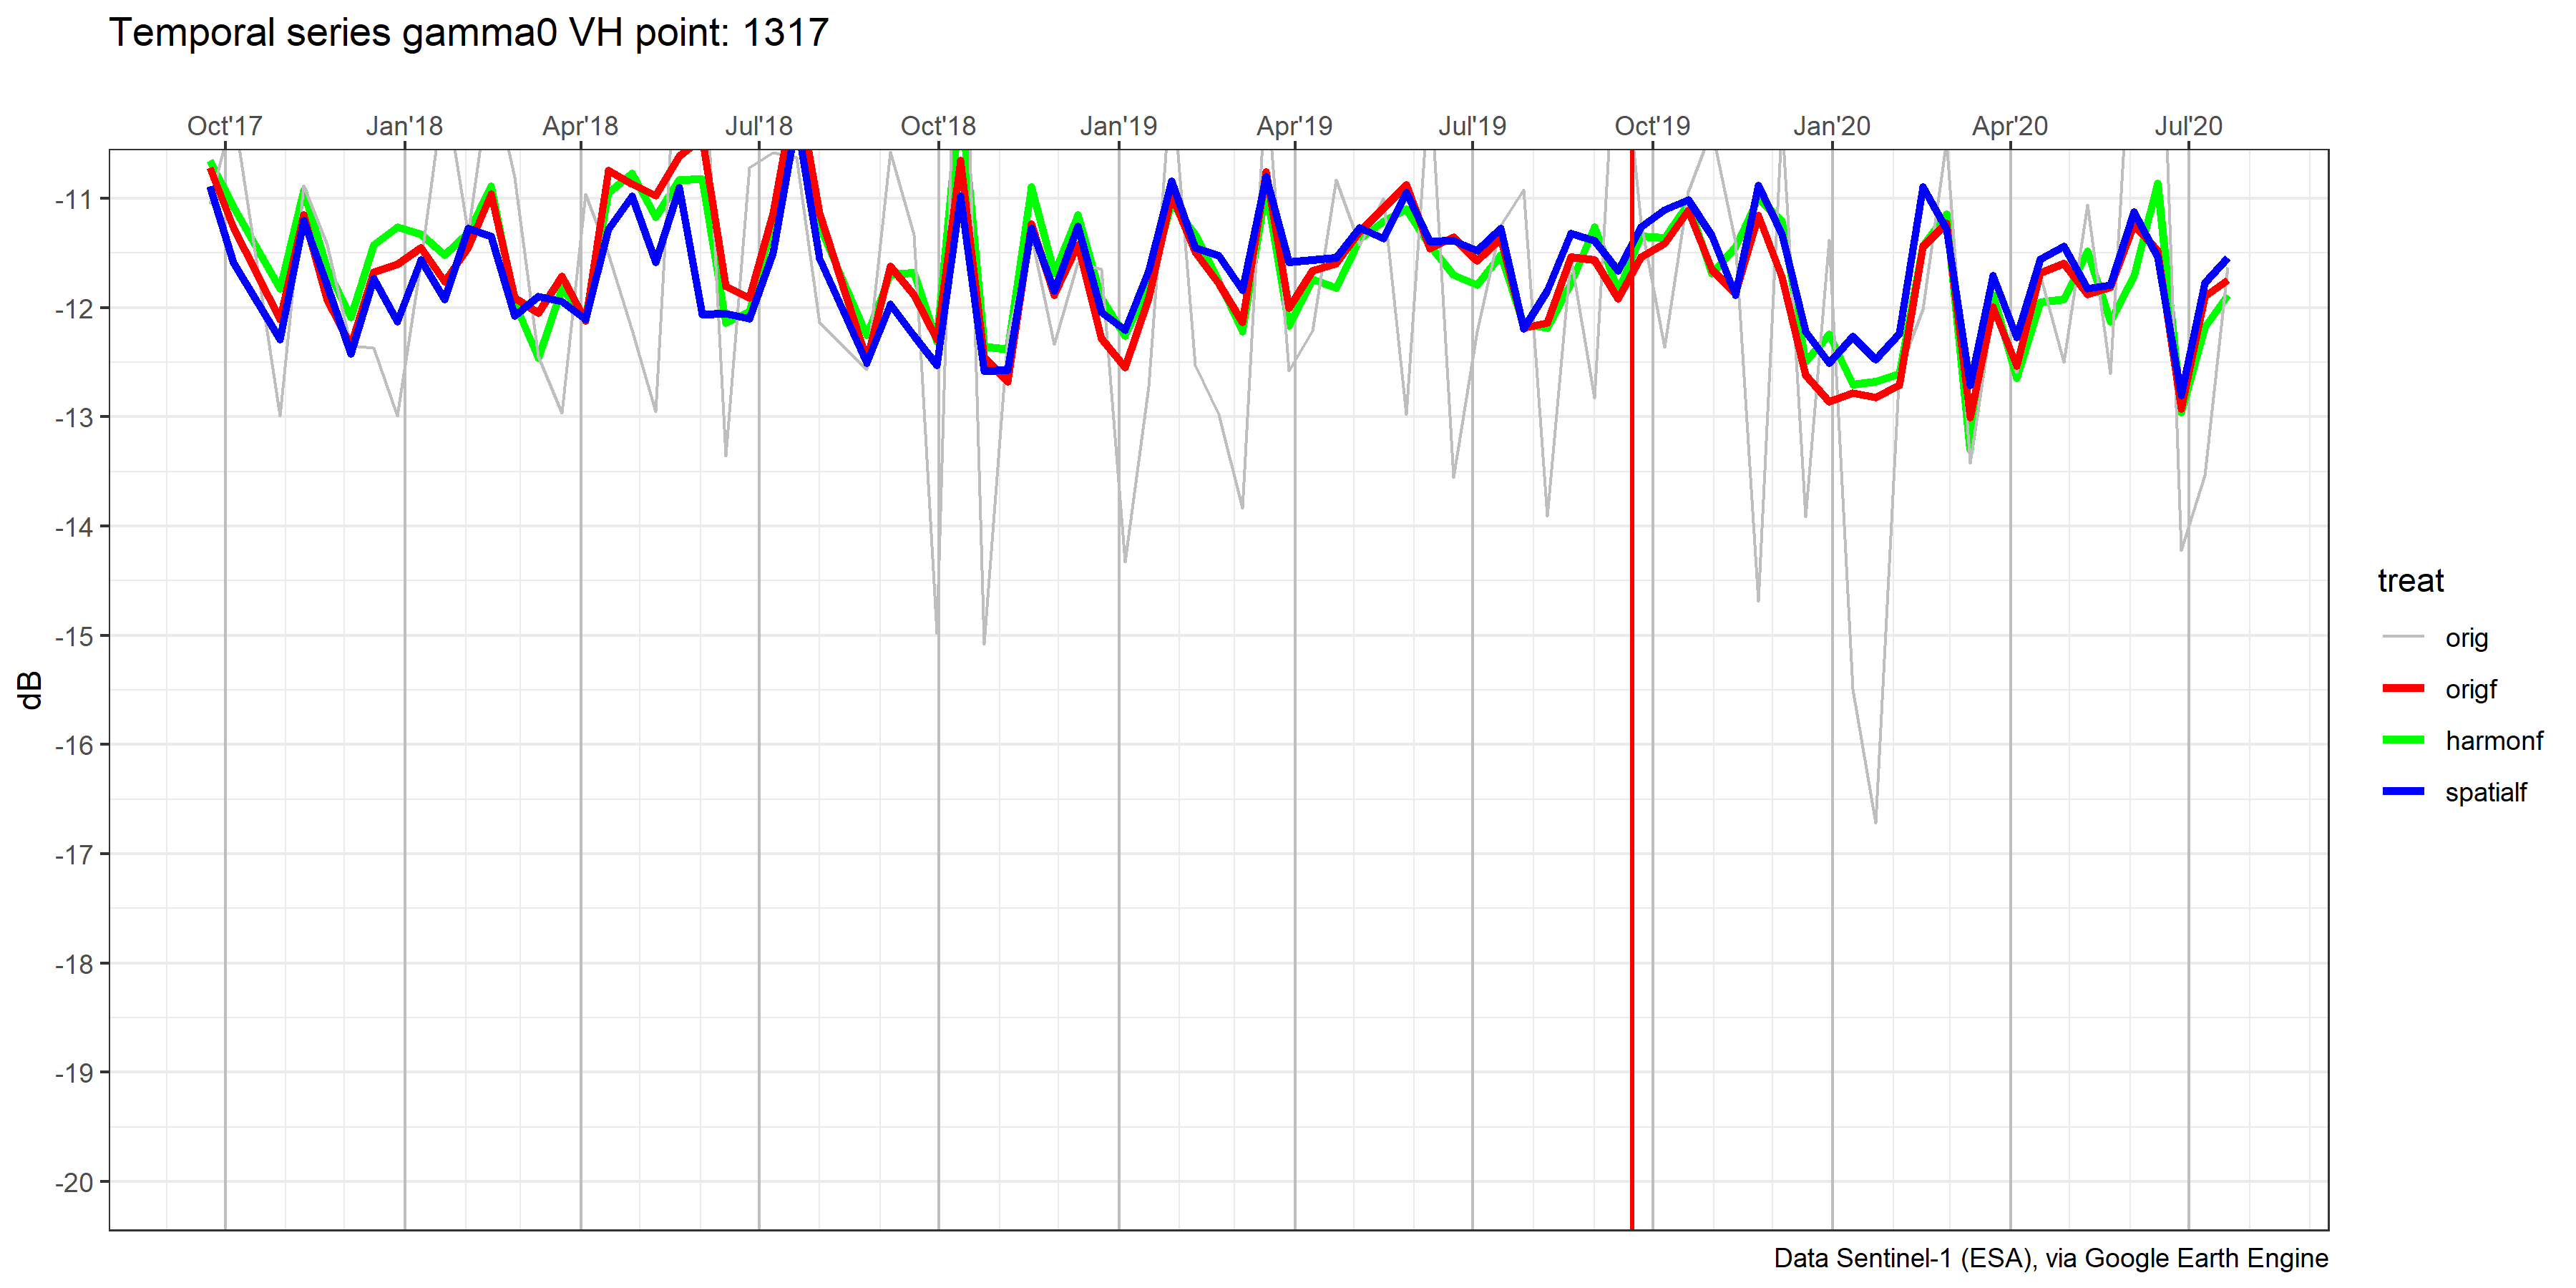 Temporal series gamma0 VH point: 1317
Oct'17 Jan'18 Apr'18 Jul'18 Oct'18 Jan'19 Apr'19 Jul'19 Oct'19 Jan'20 Apr'20 Jul'20
-11
-12
-13
-14
-15
-16
-17
-18
-19
-20
dB
treat
orig
origf
harmonf
spatialf
Data Sentinel-1 (ESA), via Google Earth Engine